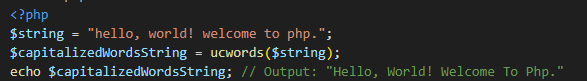 <?php
$string = "hello, world! welcome to php.";
$capitalizedWordsString = ucwords($string);
echo $capitalizedWordsString; // Output: "Hello, World! Welcome To Php."